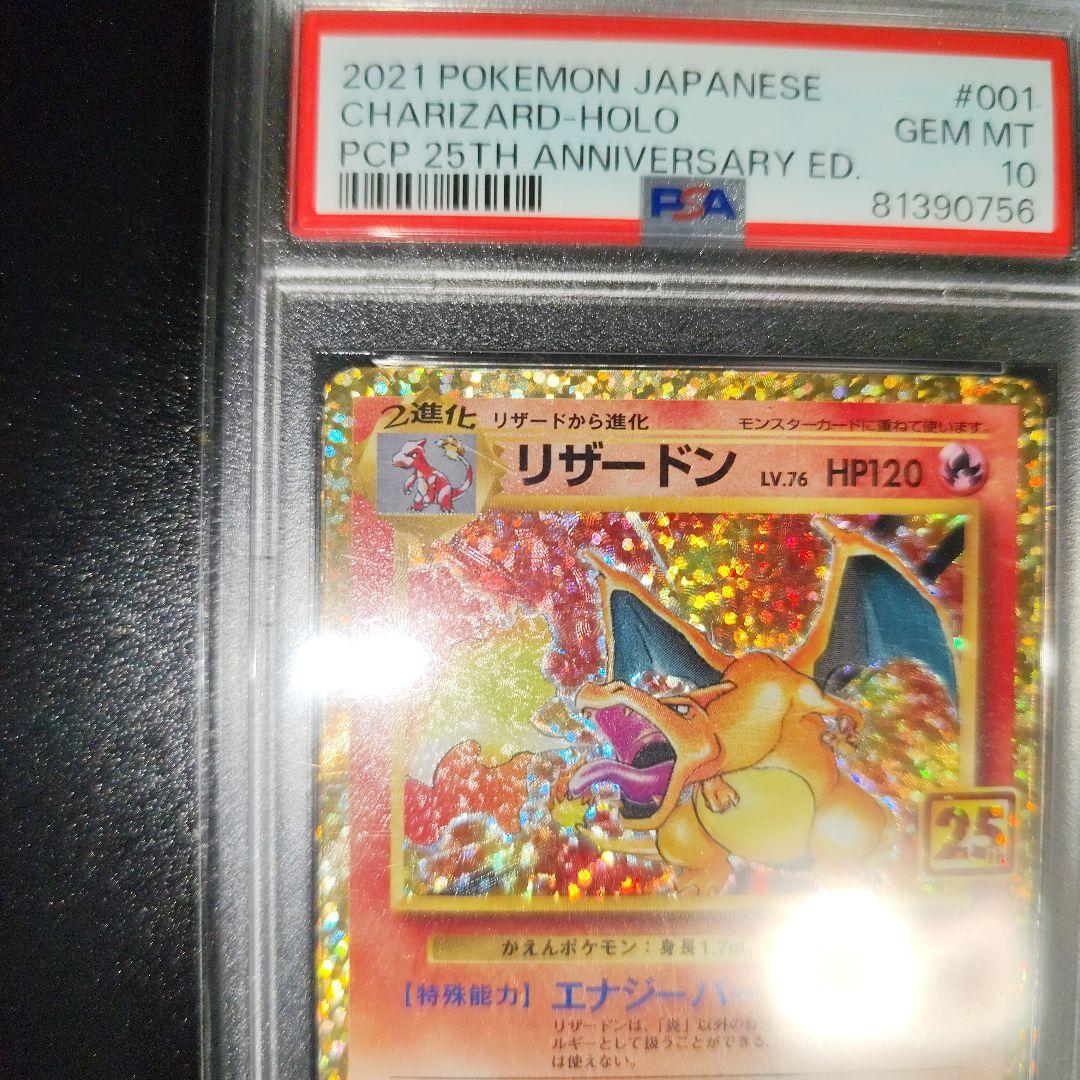 2021 POKEMON JAPANESE #001
CHARIZARD-HOLO GEM MT
PCP 25TH ANNIVERSARY ED. 10
PSA 81390756
2進化 リザードから進化 モンスターカードに重ねて使います。
リザードン LV.76 HP120
25
かえんポケモン：身長1.7m、
【特殊能力】 エナジーバー
リザードンは、「炎」以外の
ルギーとして扱うことができる。
は使えない。